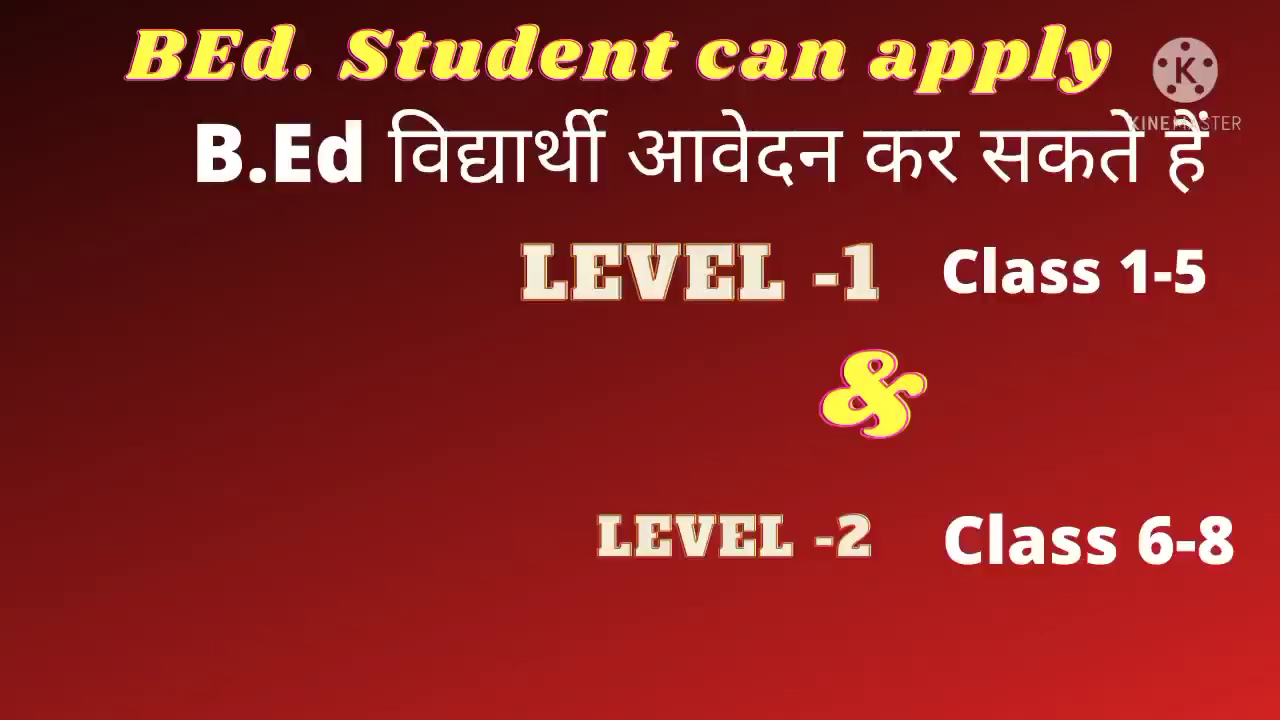 BEd. Student can apply
K
KINEMASTER
B.Ed विद्यार्थी आवेदन कर सकते हैं
LEVEL -1 Class 1-5
&
LEVEL -2 Class 6-8